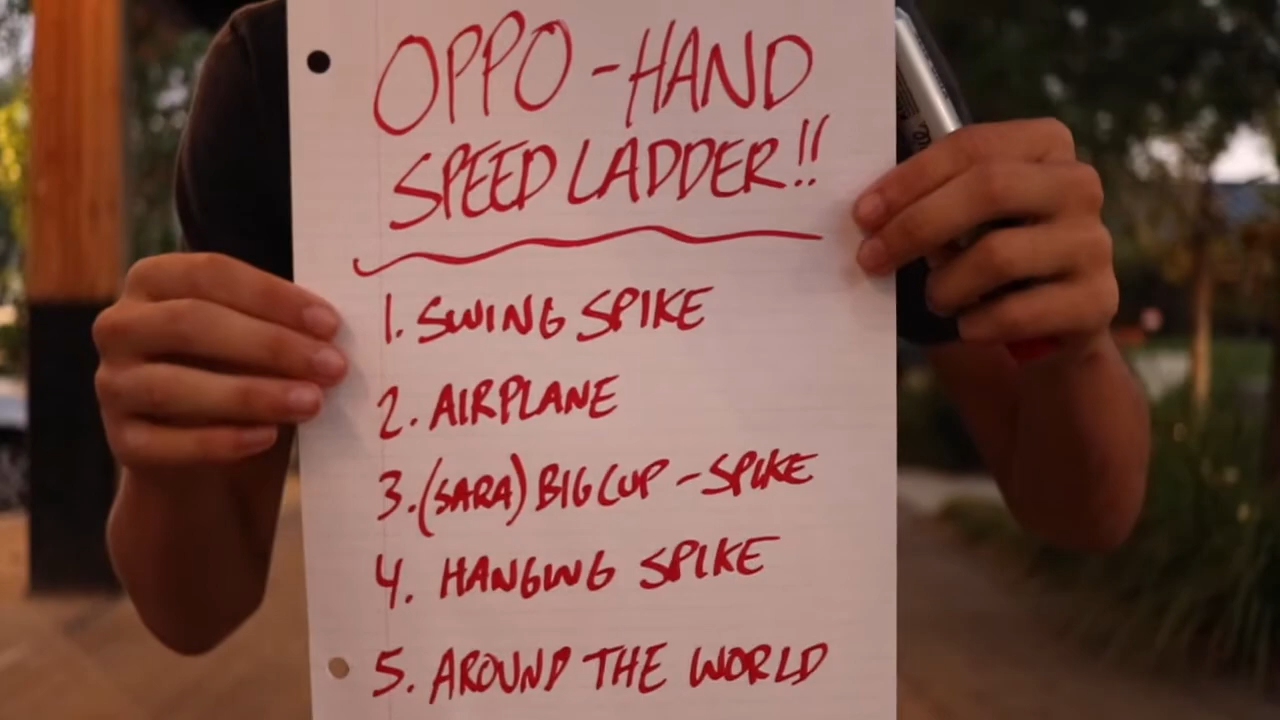 OPPO-HAND
SPEED LADDER!!
1. SWING SPIKE
2. AIRPLANE
3. (SARA) BIG CUP - SPIKE
4. HANGING SPIKE
5. AROUND THE WORLD